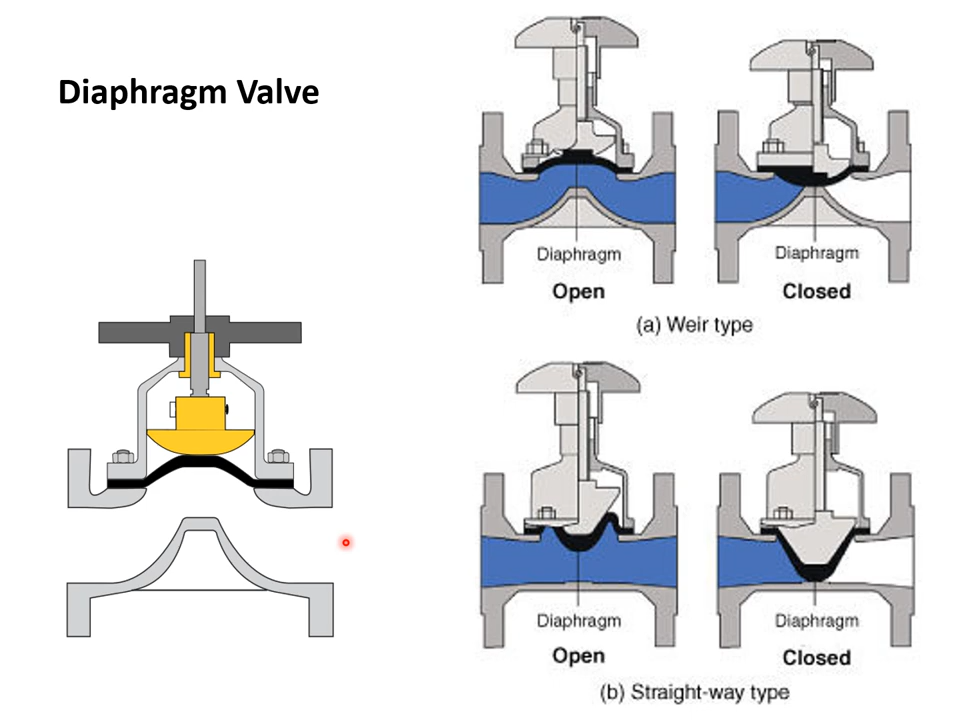 Diaphragm Valve
Diaphragm
Diaphragm
Open
Closed
(a) Weir type
Diaphragm
Diaphragm
Open
Closed
(b) Straight-way type